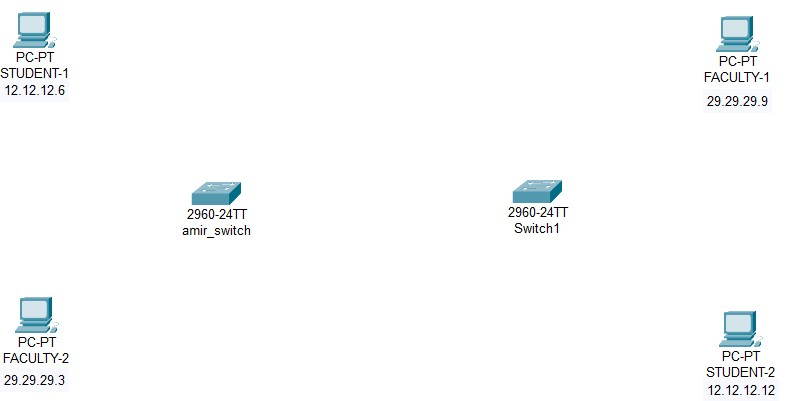 PC-PT
STUDENT-1
12.12.12.6
PC-PT
FACULTY-1
29.29.29.9
2960-24TT
amir_switch
2960-24TT
Switch1
PC-PT
FACULTY-2
29.29.29.3
PC-PT
STUDENT-2
12.12.12.12